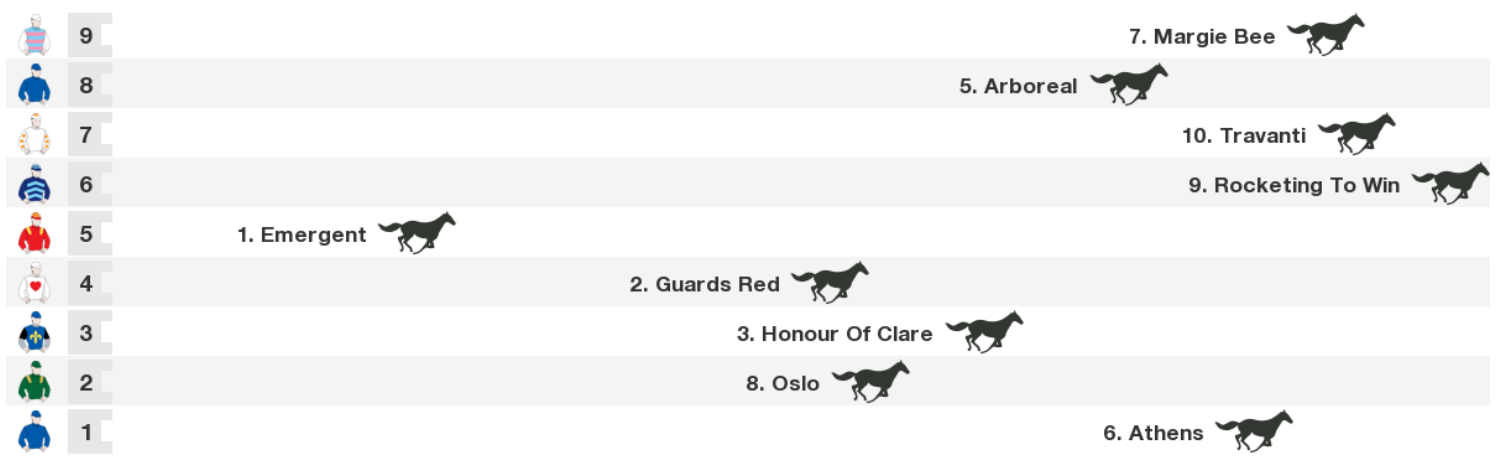 9 7. Margie Bee
8 5. Arboreal
7 10. Travanti
6 9. Rocketing To Win
5 1. Emergent
4 2. Guards Red
3 3. Honour Of Clare
2 8. Oslo
1 6. Athens